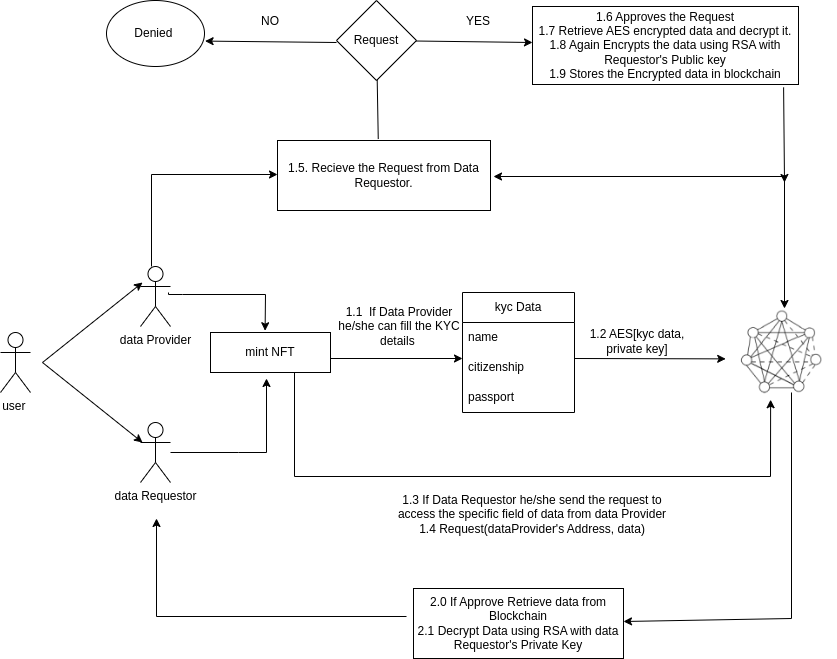 Denied
NO
Request
YES
1.6 Approves the Request
1.7 Retrieve AES encrypted data and decrypt it.
1.8 Again Encrypts the data using RSA with
Requestor's Public key
1.9 Stores the Encrypted data in blockchain
1.5. Recieve the Request from Data
Requestor.
data Provider
user
data Requestor
mint NFT
1.1  If Data Provider
he/she can fill the KYC
details
kyc Data
name
citizenship
passport
1.2 AES[kyc data,
private key]
1.3 If Data Requestor he/she send the request to
access the specific field of data from data Provider
1.4 Request(dataProvider's Address, data)
2.0 If Approve Retrieve data from
Blockchain
2.1 Decrypt Data using RSA with data
Requestor's Private Key